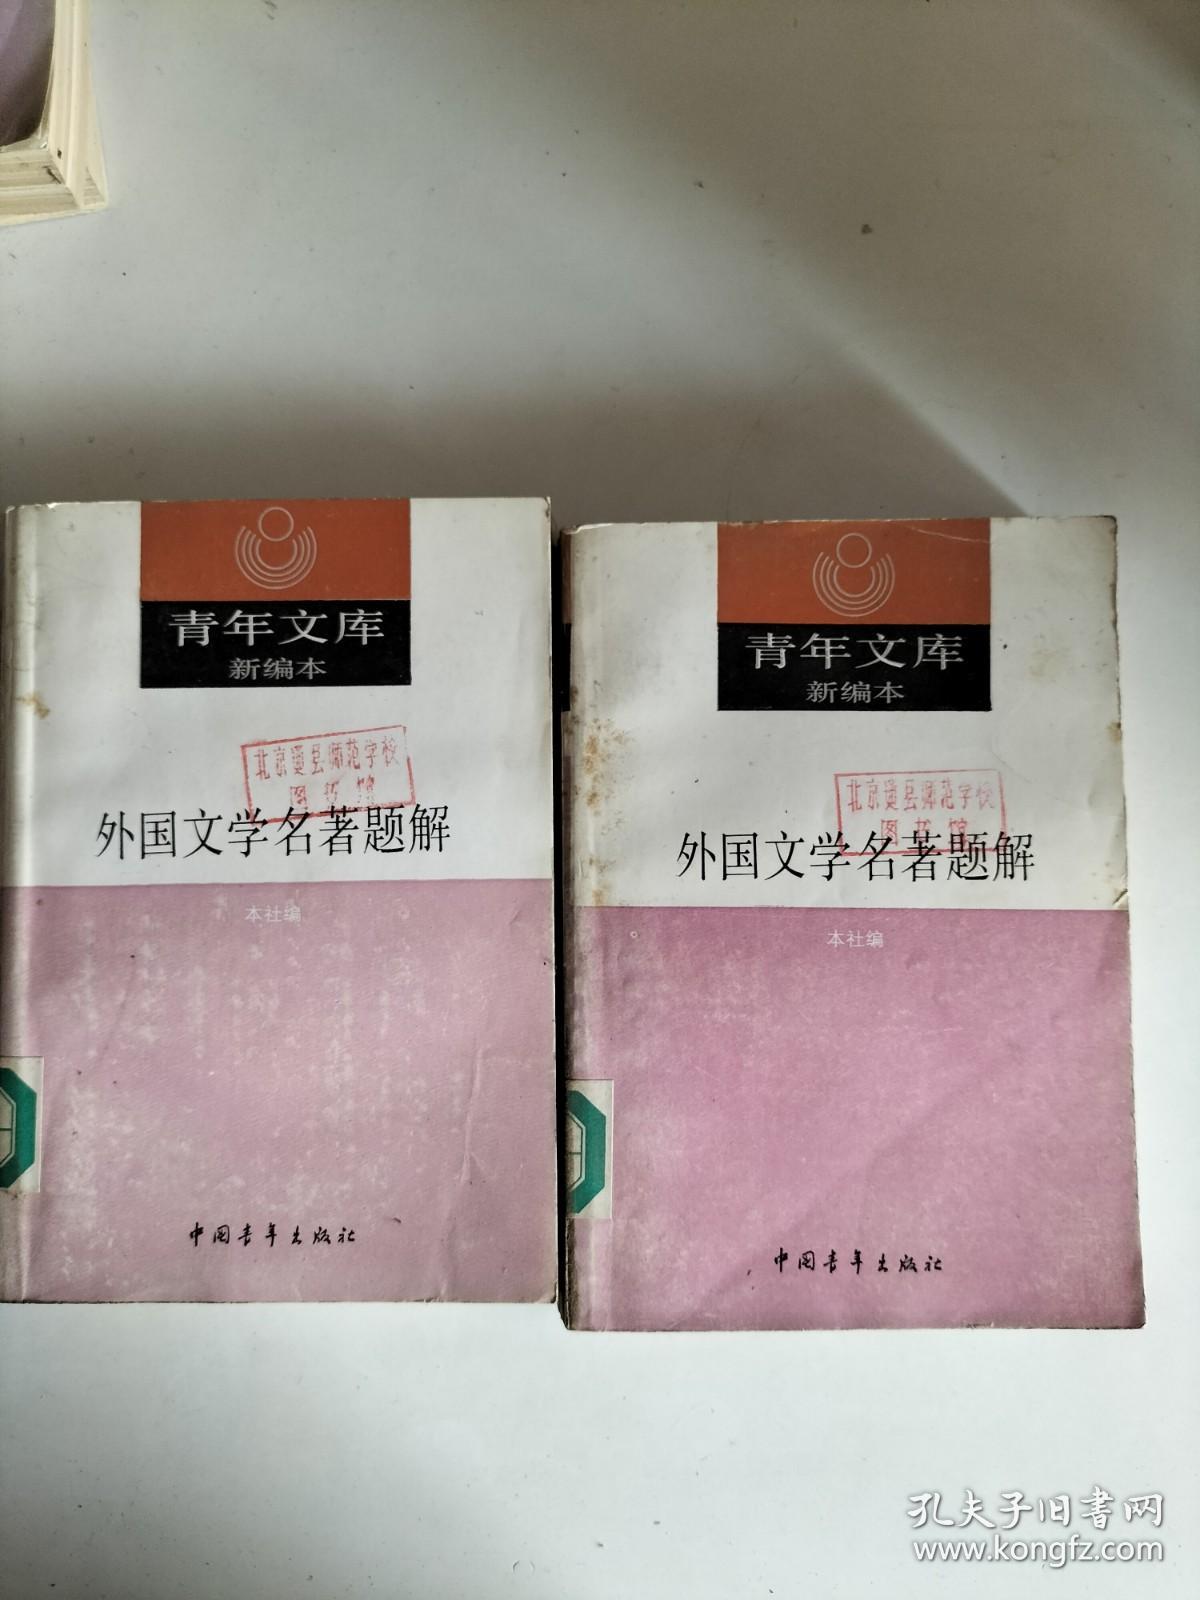 青年文库
新编本
北京通县师范学校
图书馆
外国文学名著题解
本社编
中国青年出版社
青年文库
新编本
北京通县师范学校
图书馆
外国文学名著题解
本社编
中国青年出版社
孔夫子旧书网
www.kongfz.com